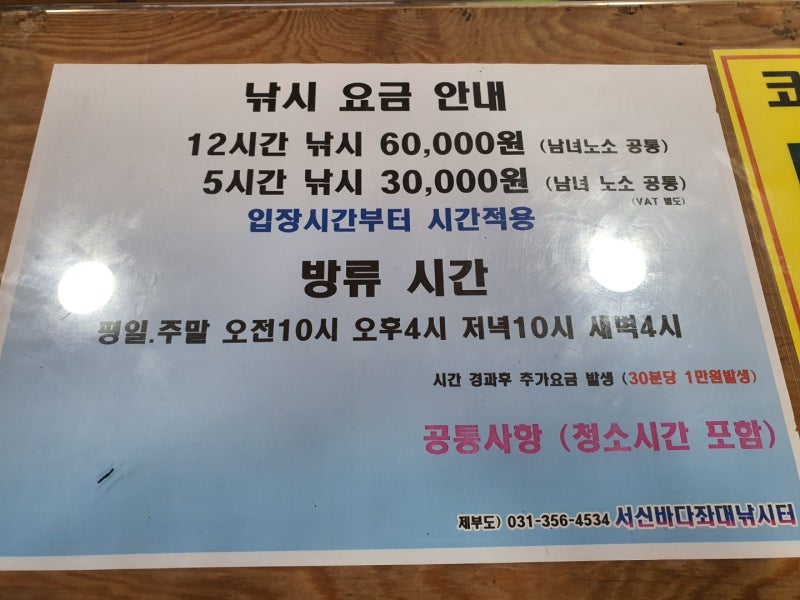 낚시 요금 안내
12시간 낚시 60,000원 (남녀노소 공통)
5시간 낚시 30,000원 (남녀 노소 공통)
(VAT 별도)
입장시간부터 시간적용
방류 시간
평일.주말 오전10시 오후4시 저녁10시 새벽4시
시간 경과후 추가요금 발생 (30분당 1만원발생)
공통사항 (청소시간 포함)
제부도) 031-356-4534 서신바다좌대낚시터
코